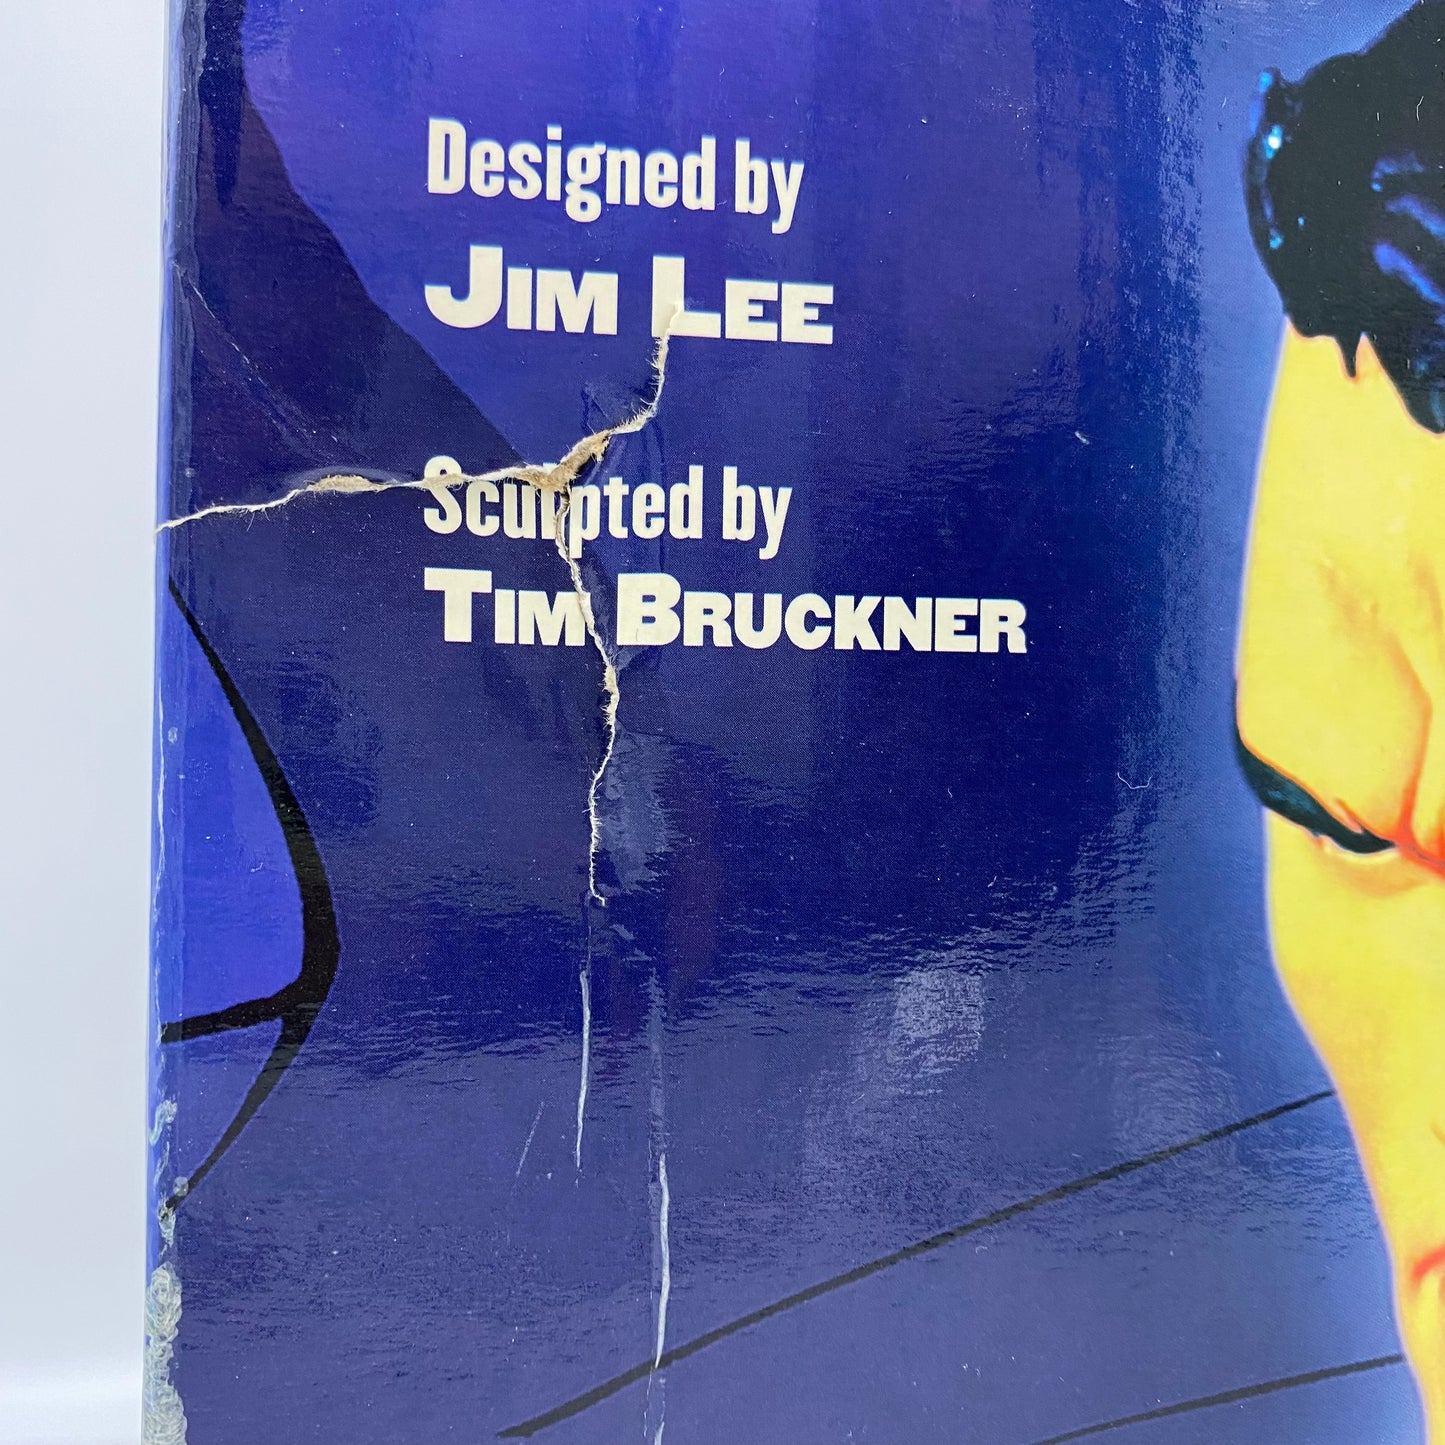 Designed by
JIM LEE
Sculpted by
TIM BRUCKNER